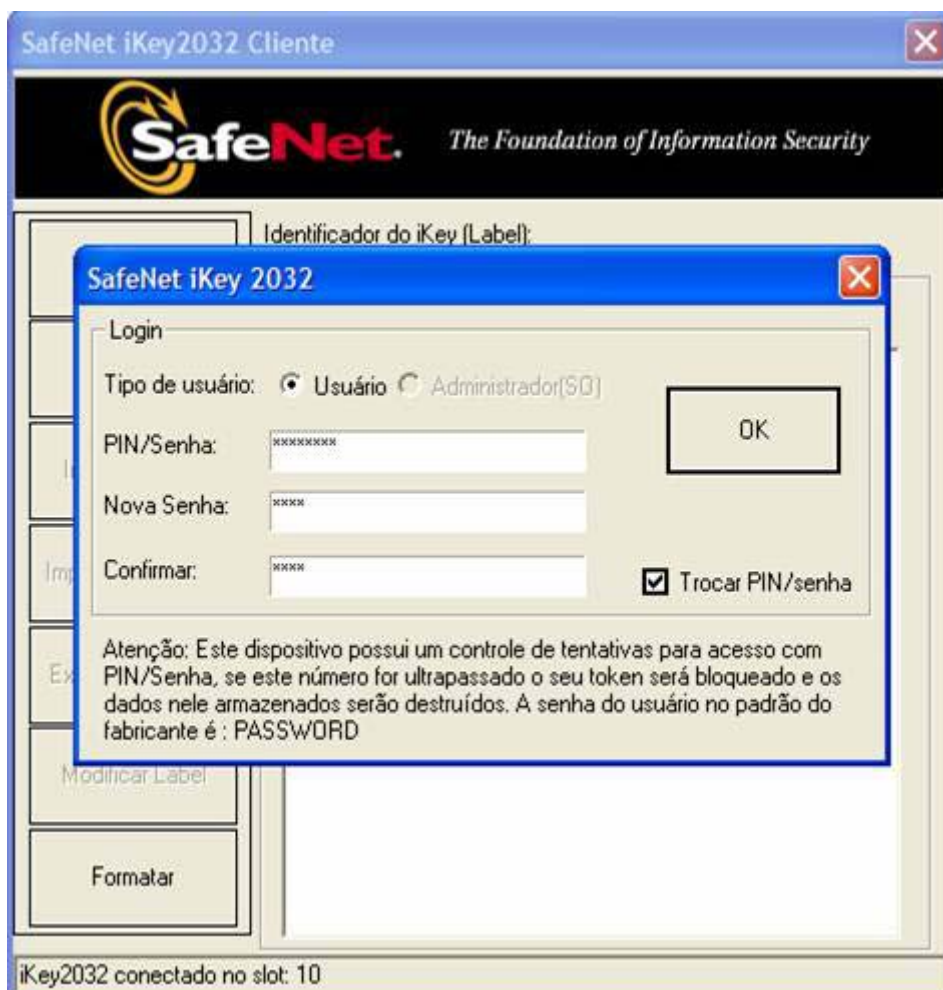 SafeNet iKey2032 Cliente
SafeNet. The Foundation of Information Security
Identificador do iKey (Label):
SafeNet iKey 2032
Login
Tipo de usuário: Usuário Administrador(SO)
PIN/Senha: ********
OK
Nova Senha: ****
Confirmar: ****
Trocar PIN/senha
Atenção: Este dispositivo possui um controle de tentativas para acesso com
PIN/Senha, se este número for ultrapassado o seu token será bloqueado e os
dados nele armazenados serão destruídos. A senha do usuário no padrão do
fabricante é : PASSWORD
Modificar Label
Formatar
iKey2032 conectado no slot: 10